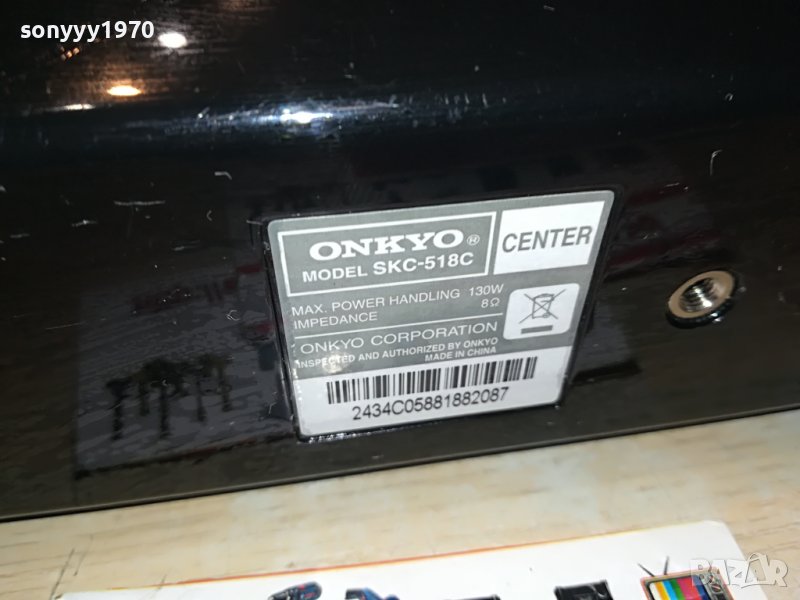 sonyyy1970
ONKYO®
MODEL SKC-518C
CENTER
MAX. POWER HANDLING 130W
IMPEDANCE 8Ω
ONKYO CORPORATION
INSPECTED AND AUTHORIZED BY ONKYO
MADE IN CHINA
2434C05881882087
BAZAR